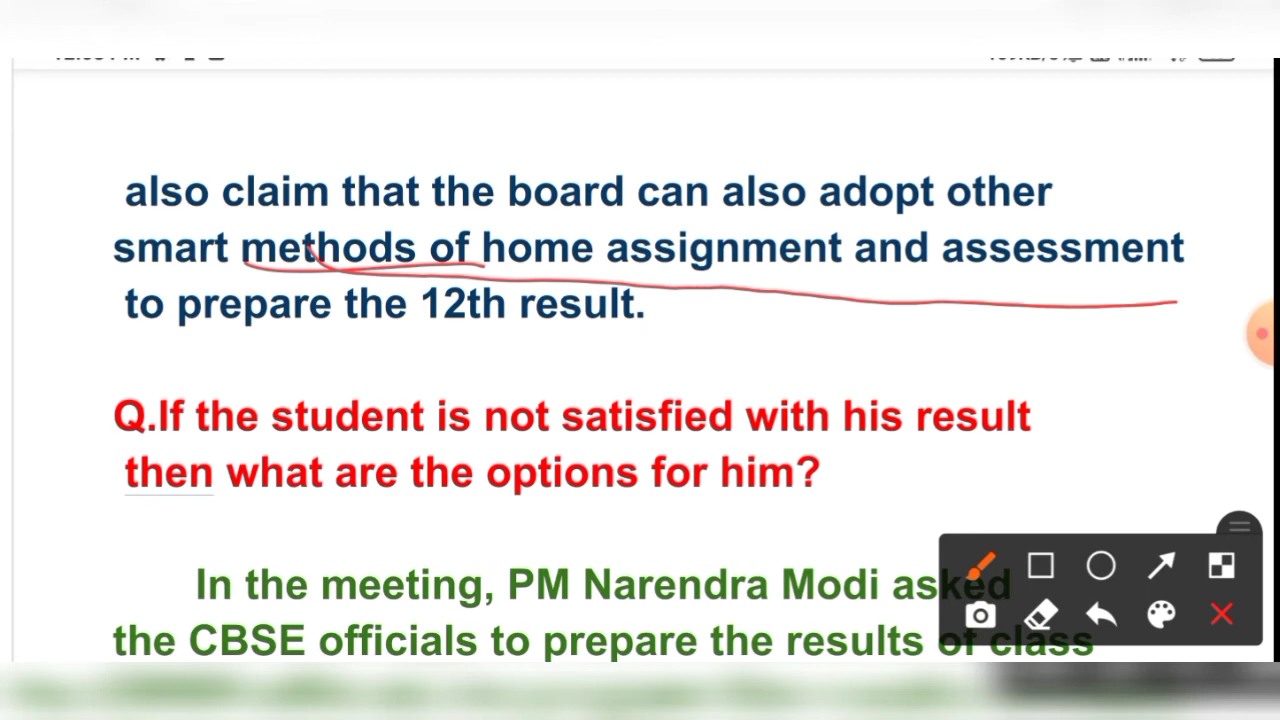 also claim that the board can also adopt other
smart methods of home assignment and assessment
to prepare the 12th result.
Q.If the student is not satisfied with his result
then what are the options for him?
In the meeting, PM Narendra Modi asked
the CBSE officials to prepare the results of class